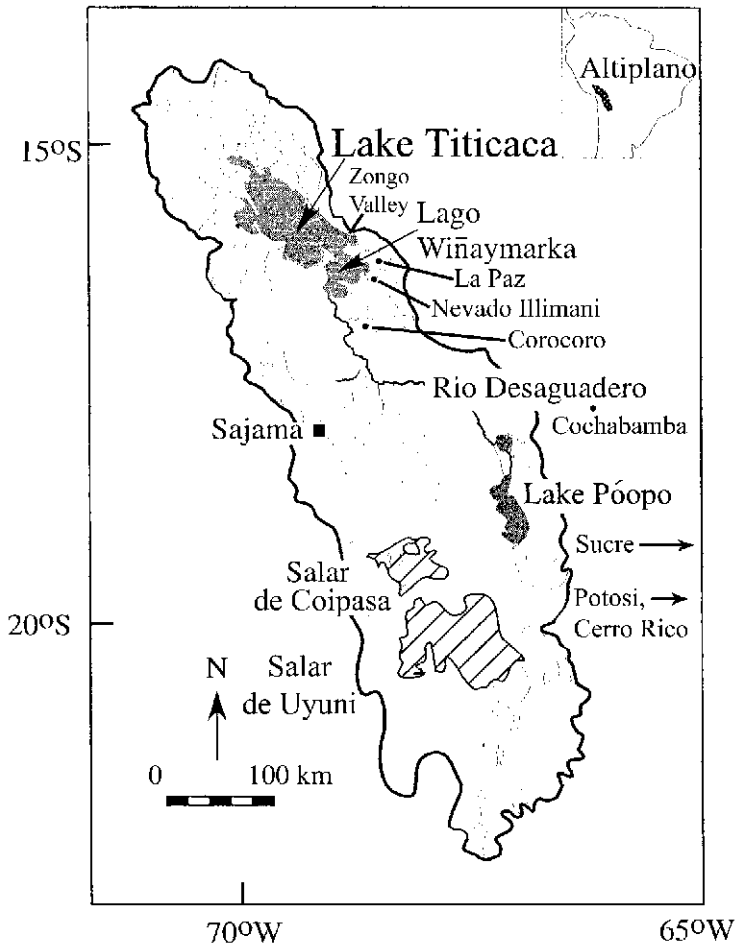 Altiplano
15°S
Lake Titicaca
Zongo
Valley
Lago
Wiñaymarka
La Paz
Nevado Illimani
Corocoro
Rio Desaguadero
Cochabamba
Sajama
Lake Póopo
Sucre
Salar
de Coipasa
Potosi,
Cerro Rico
20°S
N
Salar
de Uyuni
0 100 km
70°W
65°W